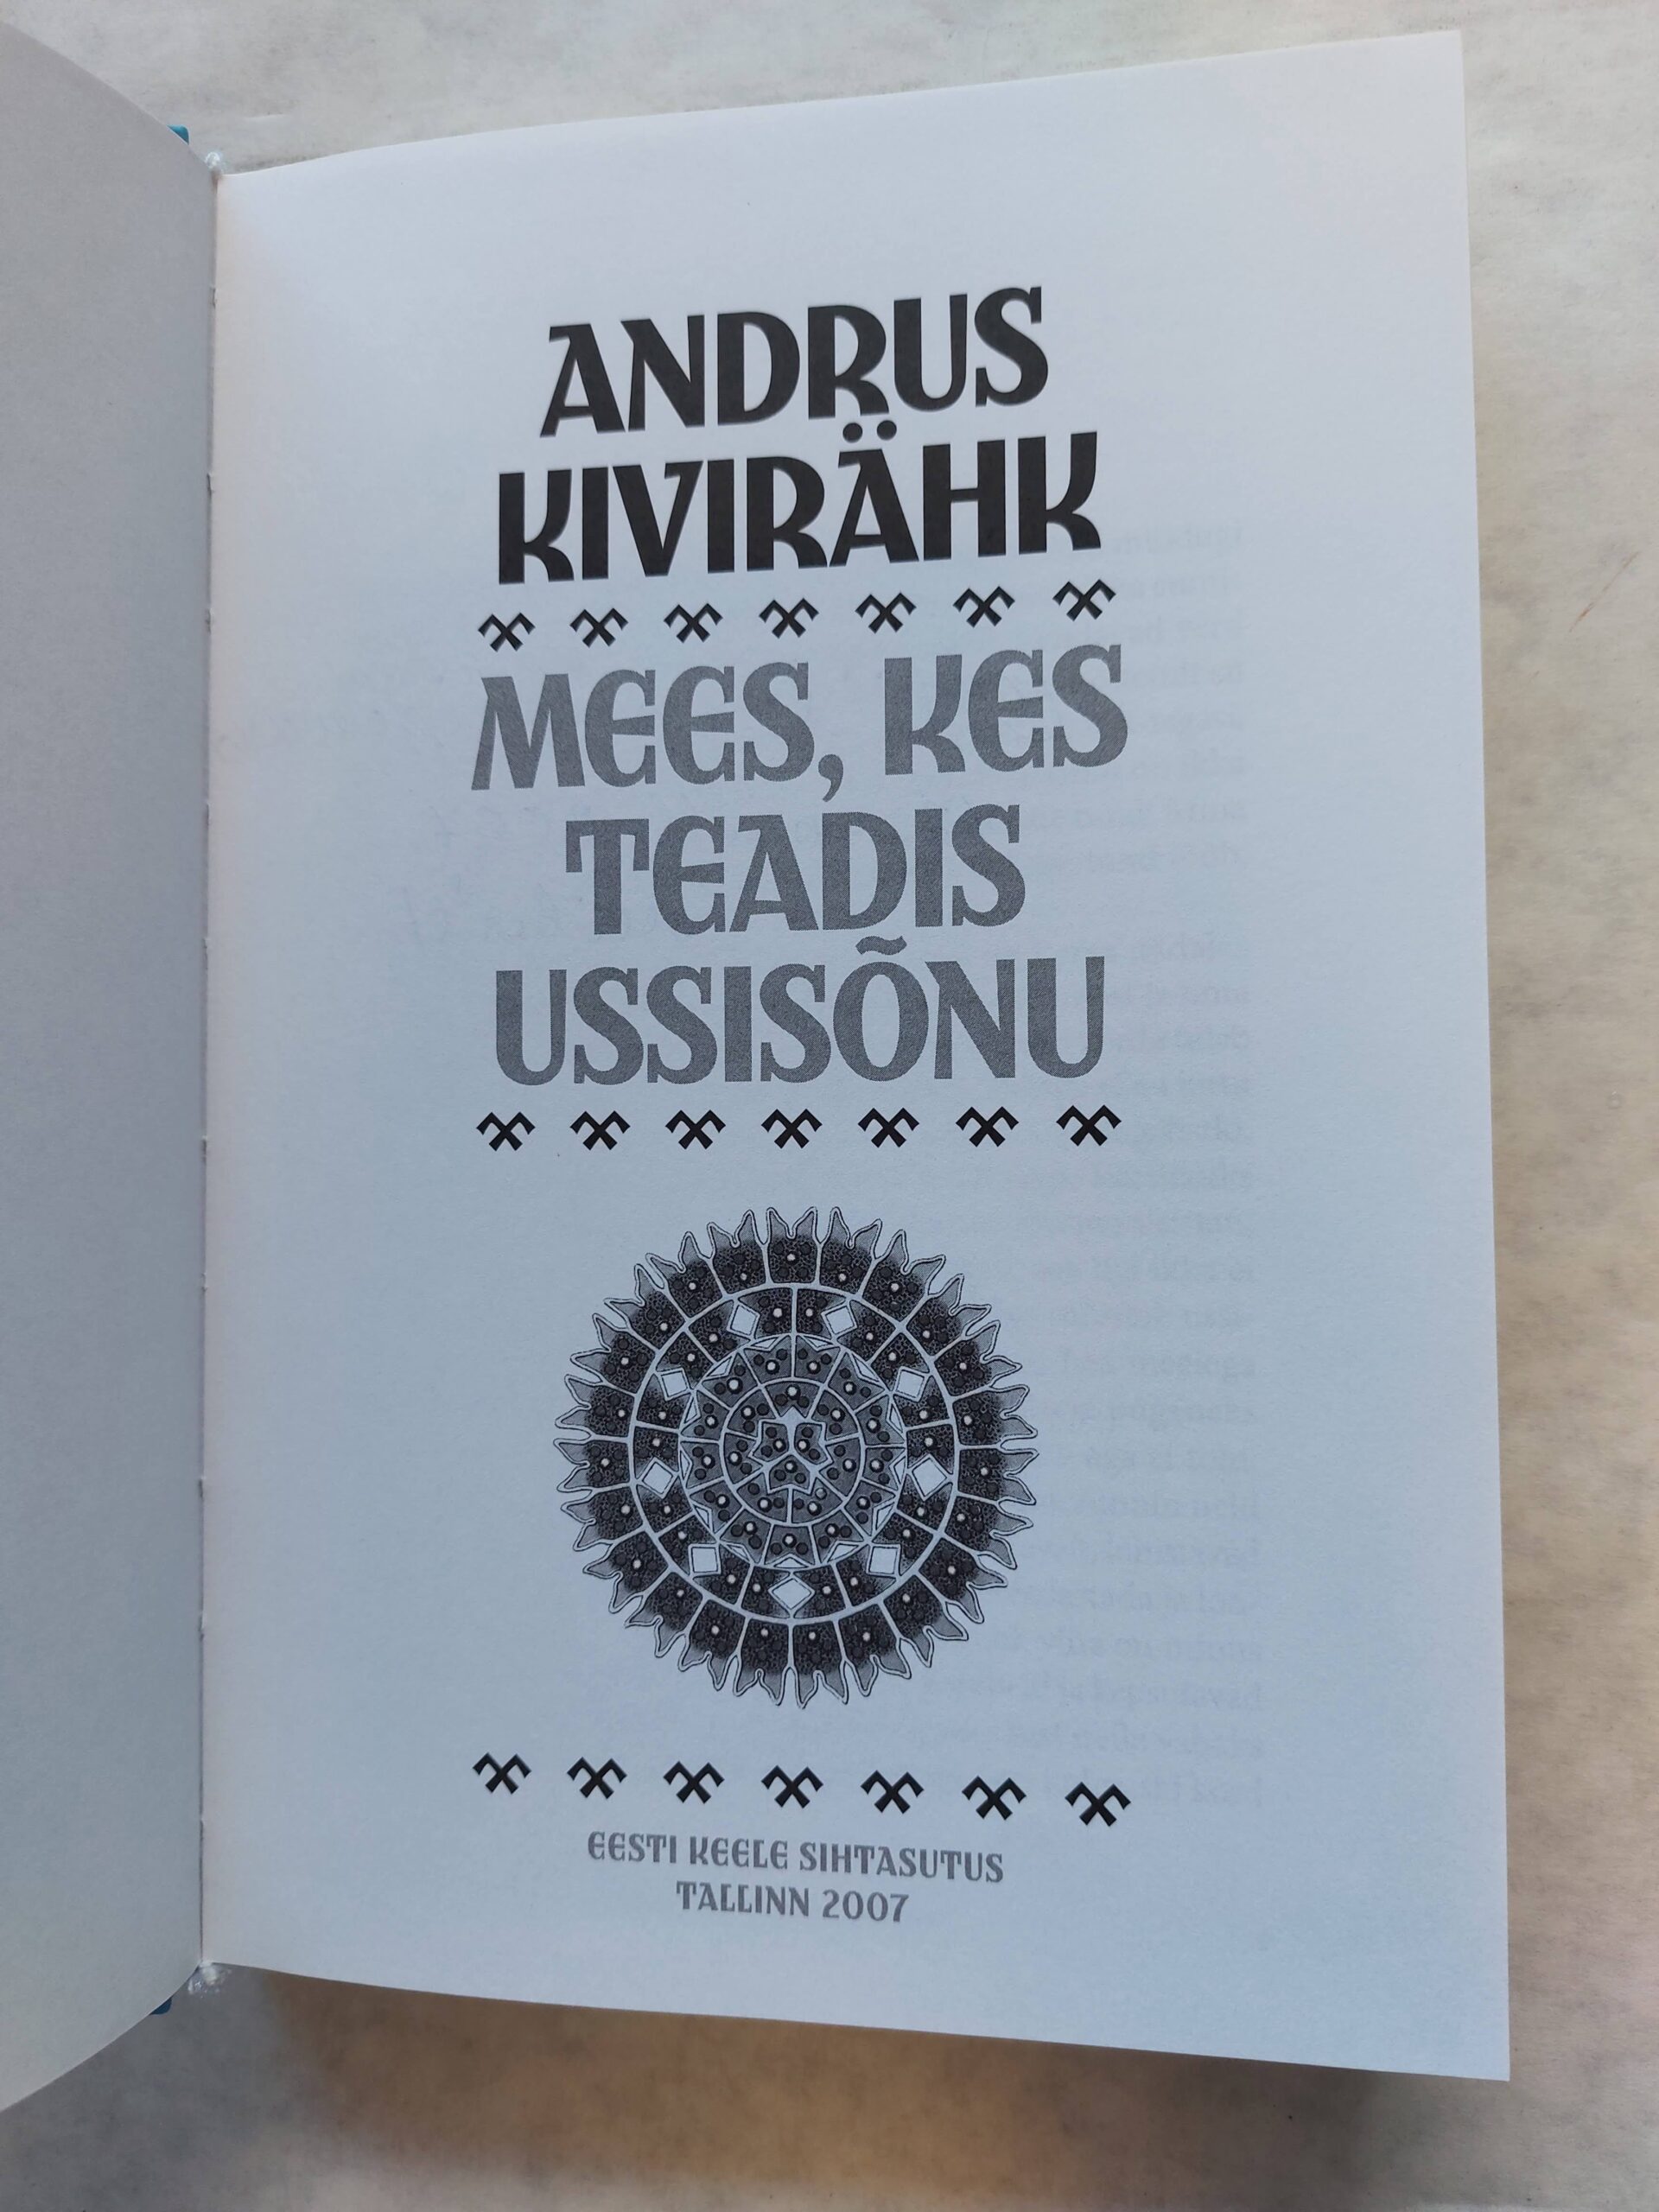 ANDRUS
KIVIRÄHK
MEES, KES
TEADIS
USSISÕNU
EESTI KEELE SIHTASUTUS
TALLINN 2007